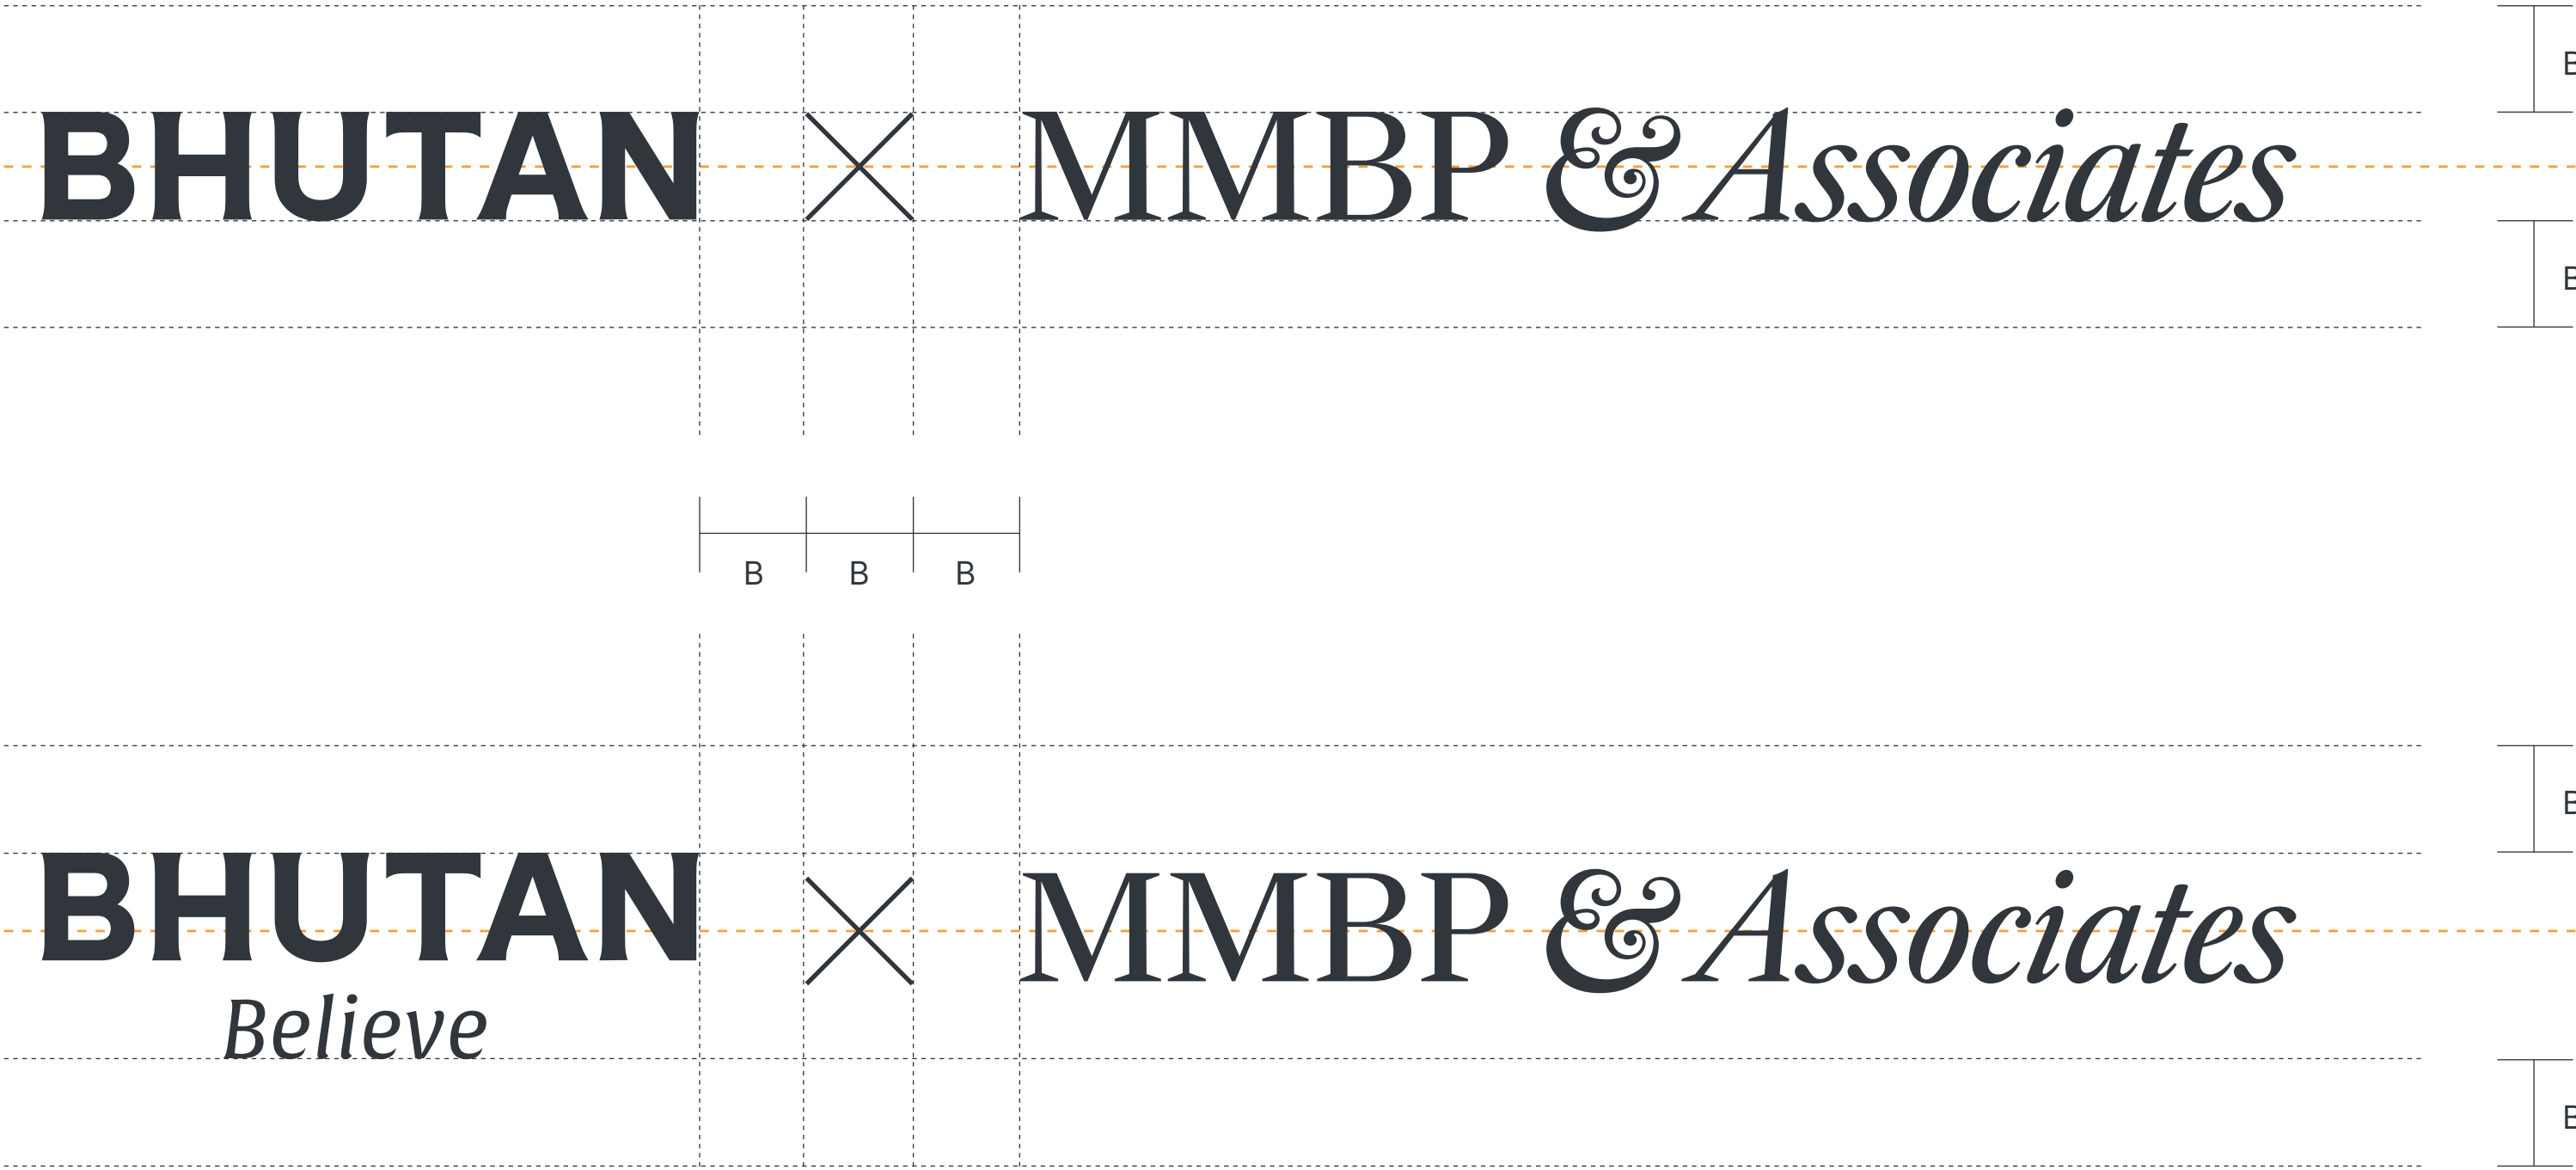 B
BHUTAN × MMBP & Associates
B
B B B
B
BHUTAN × MMBP & Associates
Believe
B